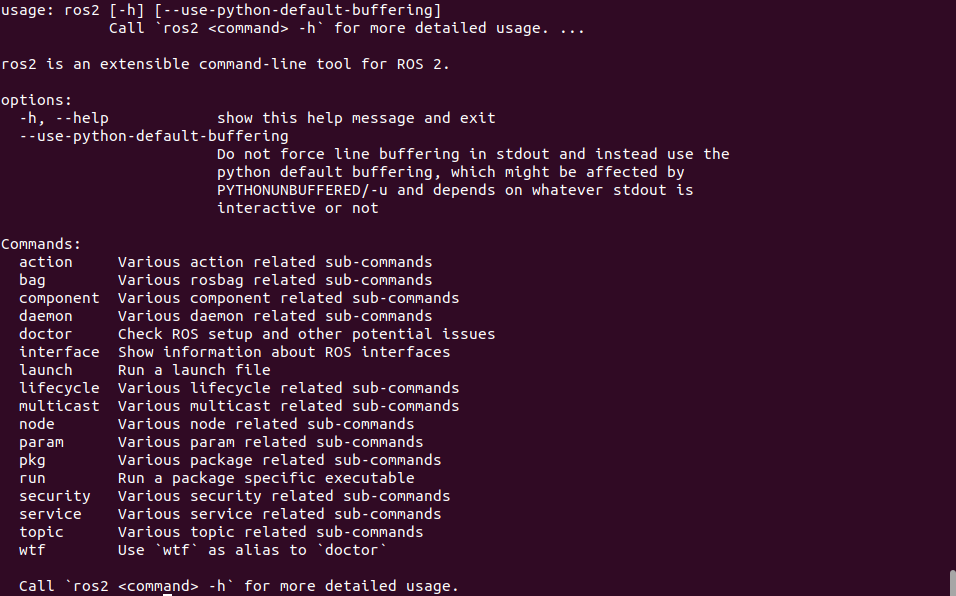 usage: ros2 [-h] [--use-python-default-buffering]
            Call `ros2 <command> -h` for more detailed usage. ...
ros2 is an extensible command-line tool for ROS 2.
options:
  -h, --help            show this help message and exit
  --use-python-default-buffering
                        Do not force line buffering in stdout and instead use the
                        python default buffering, which might be affected by
                        PYTHONUNBUFFERED/-u and depends on whatever stdout is
                        interactive or not
Commands:
  action     Various action related sub-commands
  bag        Various rosbag related sub-commands
  component  Various component related sub-commands
  daemon     Various daemon related sub-commands
  doctor     Check ROS setup and other potential issues
  interface  Show information about ROS interfaces
  launch     Run a launch file
  lifecycle  Various lifecycle related sub-commands
  multicast  Various multicast related sub-commands
  node       Various node related sub-commands
  param      Various param related sub-commands
  pkg        Various package related sub-commands
  run        Run a package specific executable
  security   Various security related sub-commands
  service    Various service related sub-commands
  topic      Various topic related sub-commands
  wtf        Use `wtf` as alias to `doctor`
  Call `ros2 <command> -h` for more detailed usage.